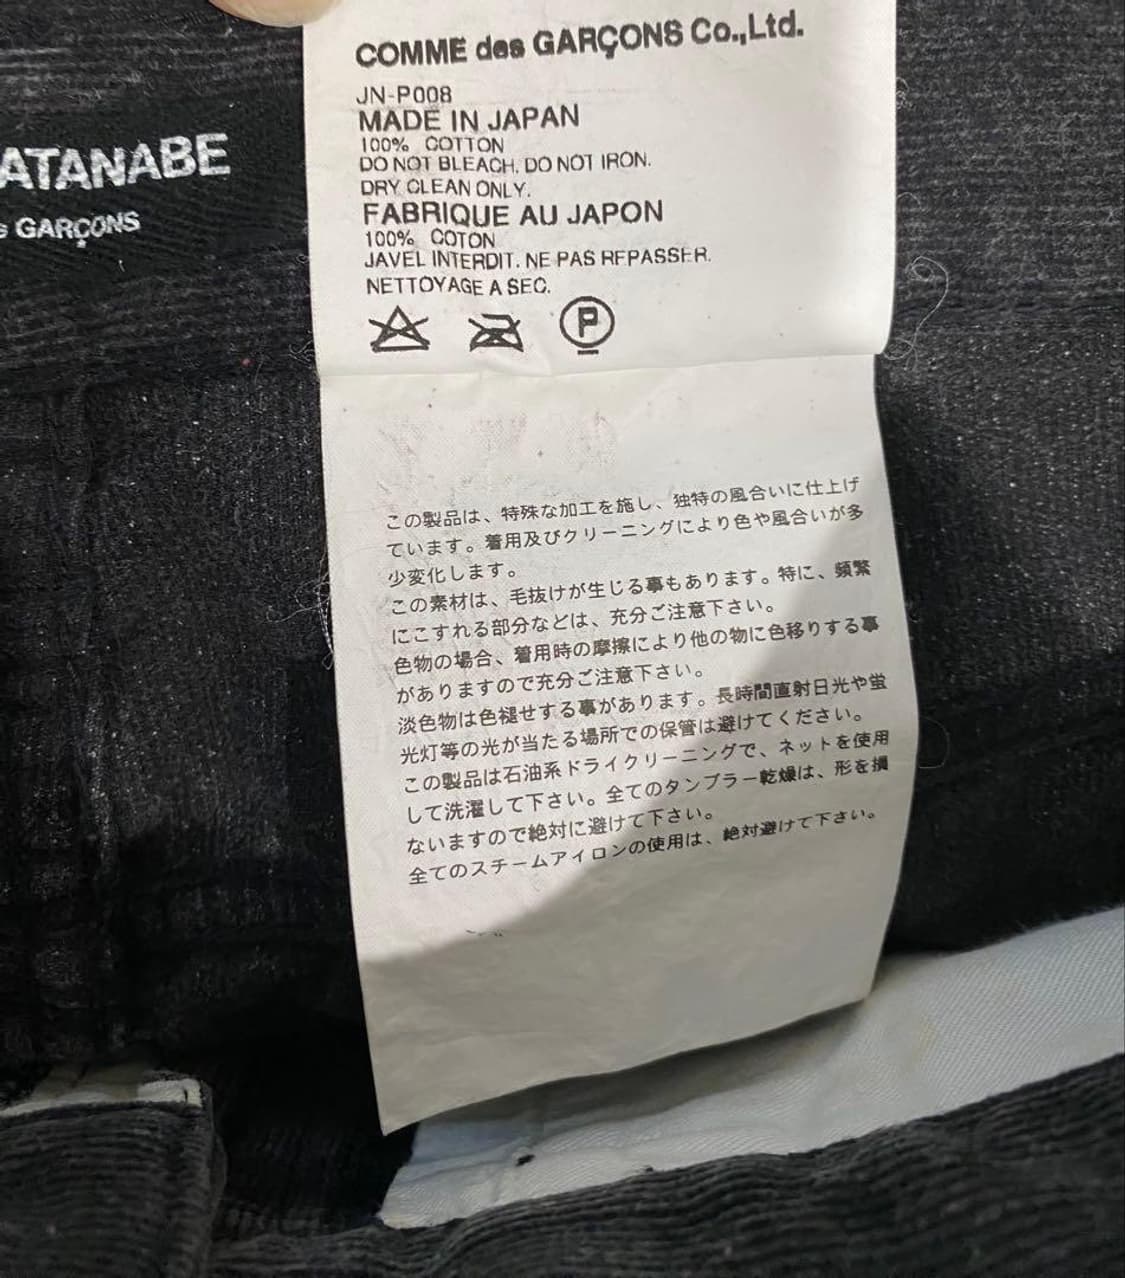 COMME des GARÇONS Co.,Ltd.
JN-P008
MADE IN JAPAN
100% COTTON
DO NOT BLEACH. DO NOT IRON.
DRY CLEAN ONLY.
FABRIQUE AU JAPON
100% COTON
JAVEL INTERDIT. NE PAS REPASSER.
NETTOYAGE A SEC.
P
ATANABE
s GARÇONS
この製品は、特殊な加工を施し、独特の風合いに仕上げ
ています。着用及びクリーニングにより色や風合いが多
少変化します。
この素材は、毛抜けが生じる事もあります。特に、頻繁
にこすれる部分などは、充分ご注意下さい。
色物の場合、着用時の摩擦により他の物に色移りする事
がありますので充分ご注意下さい。
淡色物は色褪せする事があります。長時間直射日光や蛍
光灯等の光が当たる場所での保管は避けてください。
この製品は石油系ドライクリーニングで、ネットを使用
して洗濯して下さい。全てのタンブラー乾燥は、形を損
ないますので絶対に避けて下さい。
全てのスチームアイロンの使用は、絶対避けて下さい。